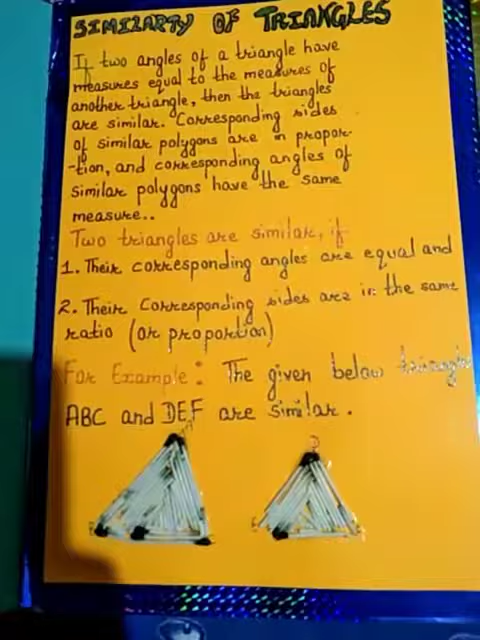 SIMILARTY OF TRIANGLES
If two angles of a triangle have
measures equal to the measures of
another triangle, then the triangles
are similar. Corresponding sides
of similar polygons are in propor-
-tion, and corresponding angles of
similar polygons have the same
measure..
Two triangles are similar, if
1. Their corresponding angles are equal and
2. Their Corresponding sides are in the same
ratio (or proportion)
For Example: The given below triangle
ABC and DEF are similar.
D